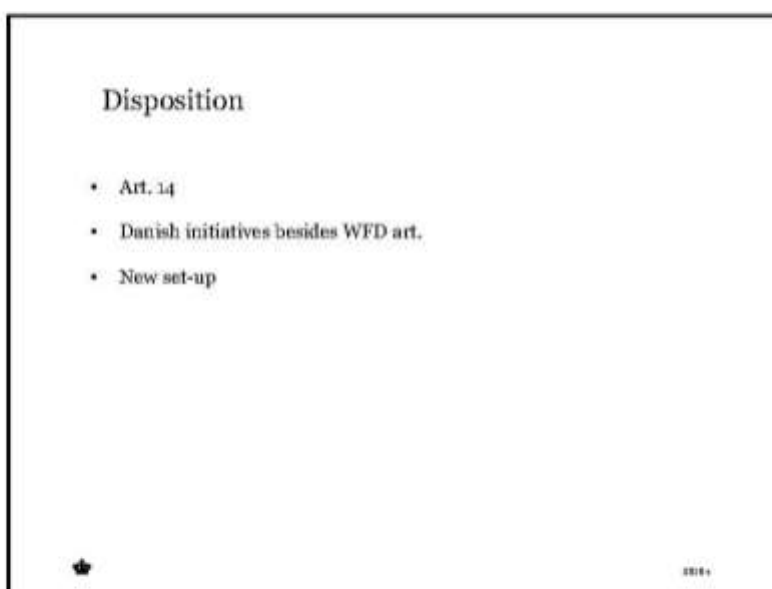 Disposition
• Art. 14
• Danish initiatives besides WFD art.
• New set-up